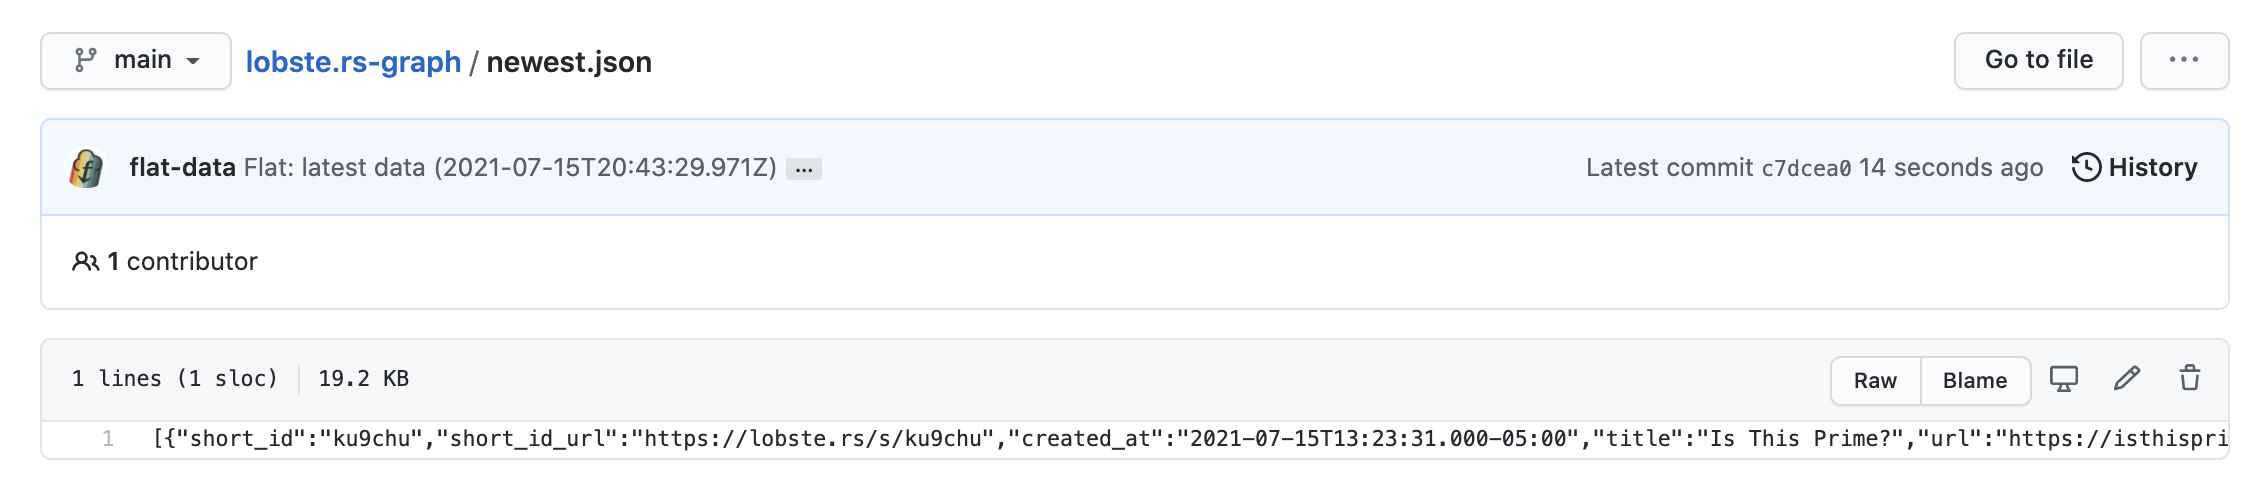 main lobste.rs-graph / newest.json Go to file ...
flat-data Flat: latest data (2021-07-15T20:43:29.971Z) ... Latest commit c7dcea0 14 seconds ago History
1 contributor
1 lines (1 sloc) 19.2 KB Raw Blame
1 [{"short_id":"ku9chu","short_id_url":"https://lobste.rs/s/ku9chu","created_at":"2021-07-15T13:23:31.000-05:00","title":"Is This Prime?","url":"https://isthispri